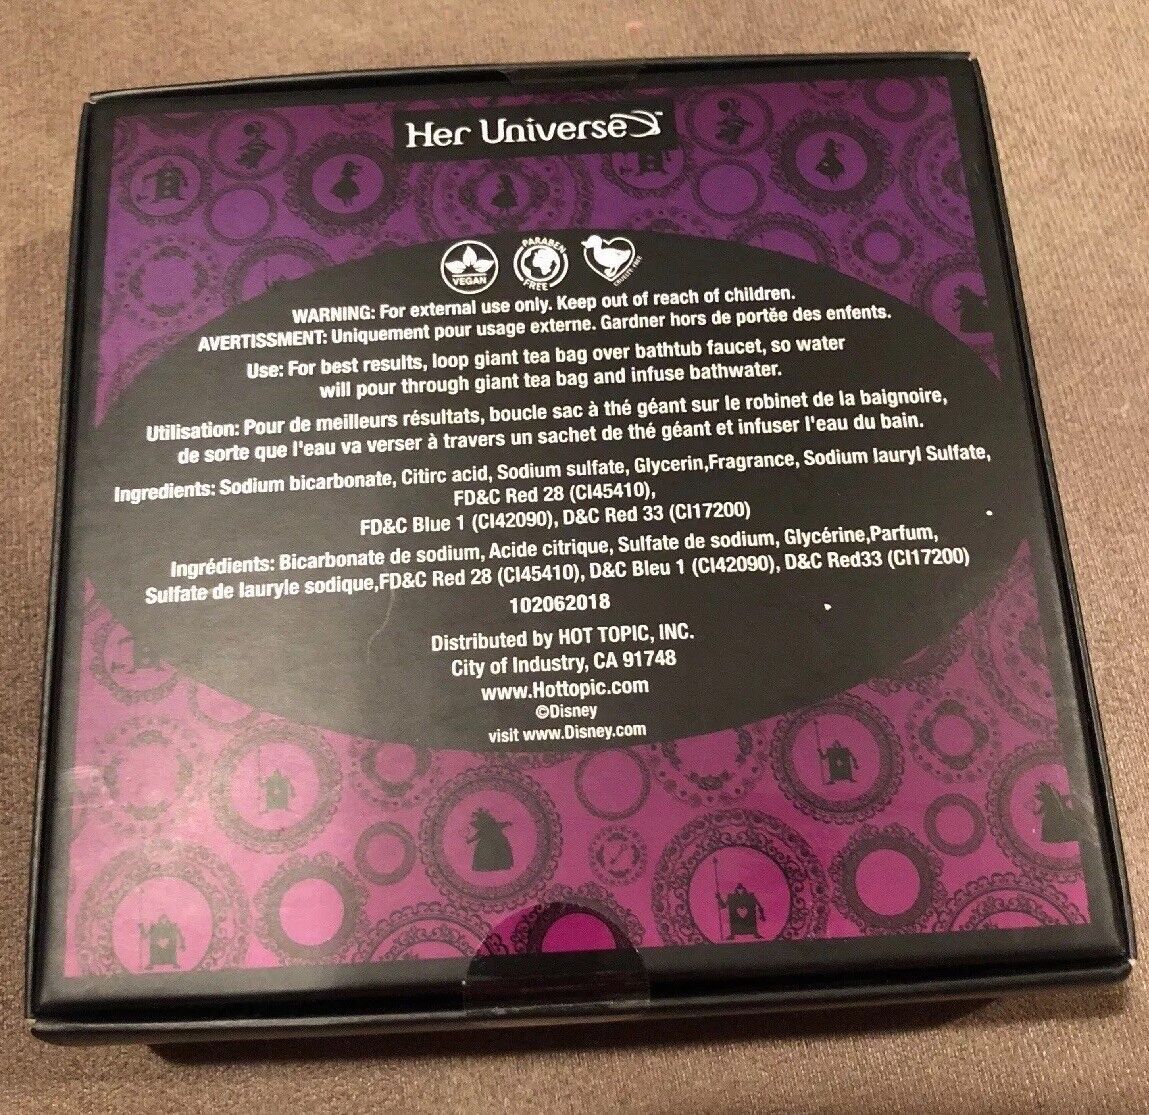 Her Universe™
VEGAN
PARABEN
FREE
CRUELTY FREE
WARNING: For external use only. Keep out of reach of children.
AVERTISSMENT: Uniquement pour usage externe. Gardner hors de portée des enfents.
Use: For best results, loop giant tea bag over bathtub faucet, so water
will pour through giant tea bag and infuse bathwater.
Utilisation: Pour de meilleurs résultats, boucle sac à thé géant sur le robinet de la baignoire,
de sorte que l'eau va verser à travers un sachet de thé géant et infuser l'eau du bain.
Ingredients: Sodium bicarbonate, Citirc acid, Sodium sulfate, Glycerin,Fragrance, Sodium lauryl Sulfate,
FD&C Red 28 (CI45410),
FD&C Blue 1 (CI42090), D&C Red 33 (CI17200)
Ingrédients: Bicarbonate de sodium, Acide citrique, Sulfate de sodium, Glycérine,Parfum,
Sulfate de lauryle sodique,FD&C Red 28 (CI45410), D&C Bleu 1 (CI42090), D&C Red33 (CI17200)
102062018
Distributed by HOT TOPIC, INC.
City of Industry, CA 91748
www.Hottopic.com
©Disney
visit www.Disney.com